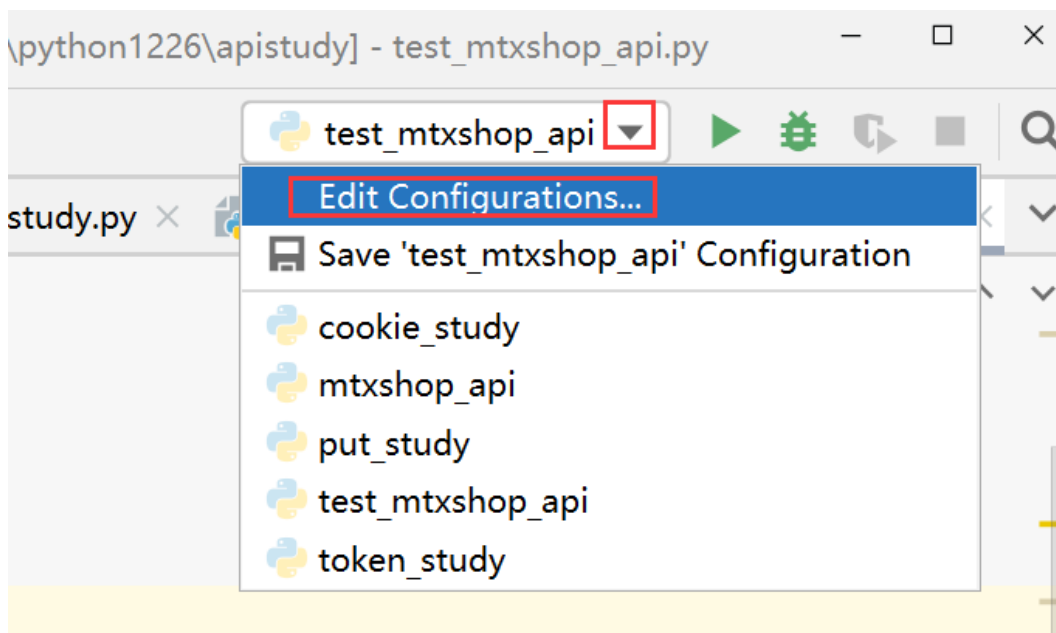 \python1226\apistudy] - test_mtxshop_api.py
test_mtxshop_api
study.py
Edit Configurations...
Save 'test_mtxshop_api' Configuration
cookie_study
mtxshop_api
put_study
test_mtxshop_api
token_study